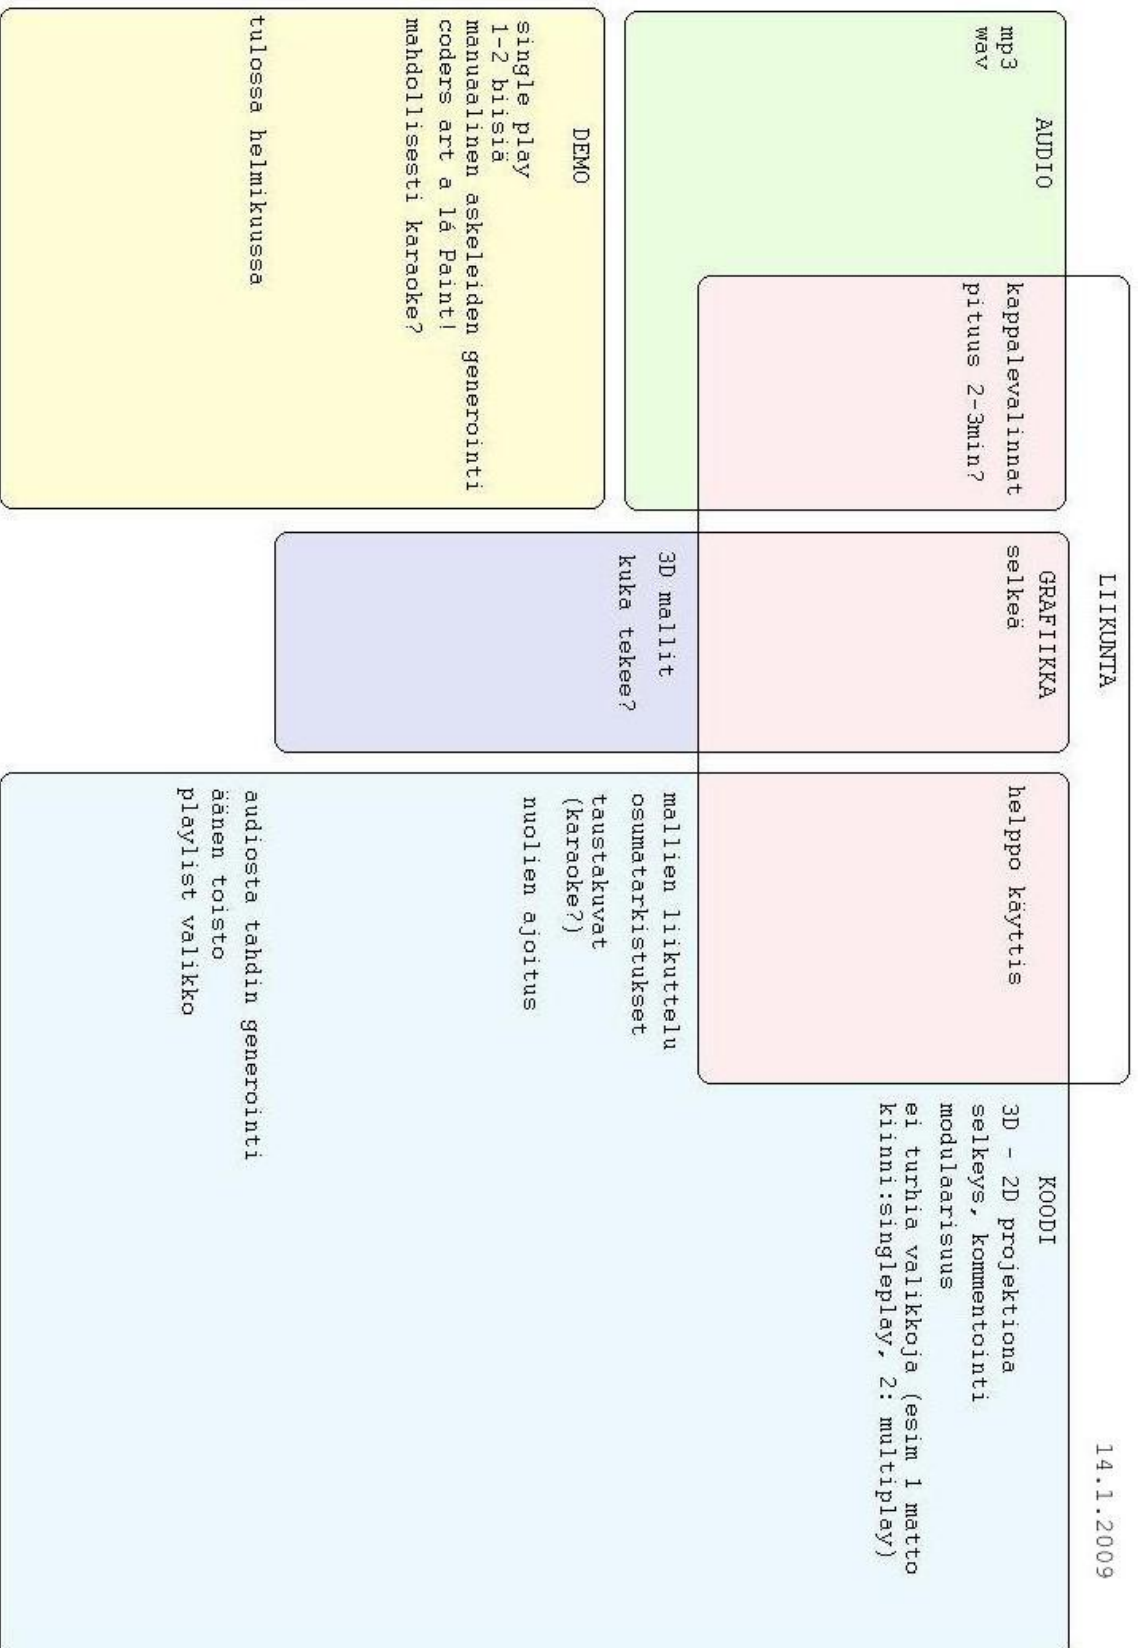 14.1.2009
LIIKUNTA
AUDIO
mp3
wav
kappalevalinnat
pituus 2-3min?
GRAFIIKKA
selkeä
3D mallit
kuka tekee?
KOODI
helppo käyttis
3D - 2D projektiona
selkeys, kommentointi
modulaarisuus
ei turhia valikkoja (esim 1 matto
kiinni:singleplay, 2: multiplay)
mallien liikuttelu
osumatarkistukset
taustakuvat
(karaoke?)
nuolien ajoitus
audiosta tahdin generointi
äänen toisto
playlist valikko
DEMO
single play
1-2 biisiä
manuaalinen askeleiden generointi
coders art a lá Paint!
mahdollisesti karaoke?
tulossa helmikuussa